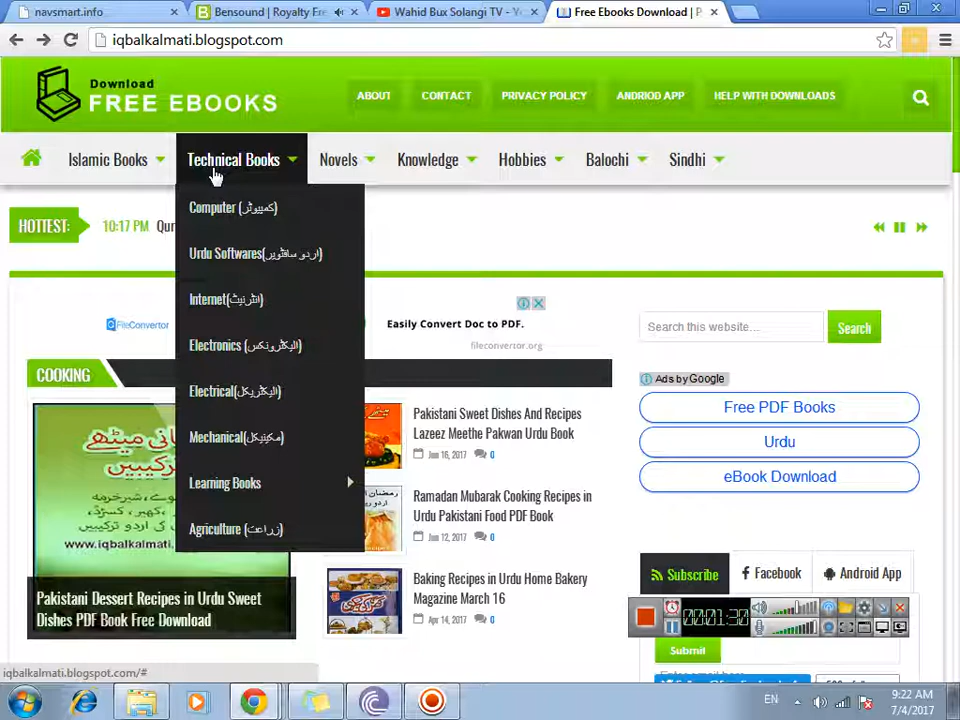 navsmart.info
Bensound | Royalty Fre
Wahid Bux Solangi TV - Y
Free Ebooks Download | P
iqbalkalmati.blogspot.com
Download
FREE EBOOKS
ABOUT
CONTACT
PRIVACY POLICY
ANDRIOD APP
HELP WITH DOWNLOADS
Islamic Books
Technical Books
Novels
Knowledge
Hobbies
Balochi
Sindhi
HOTTEST:
10:17 PM Qur
Computer (کمپیوٹر)
Urdu Softwares(اردو سافٹویر)
Internet(انٹرنیٹ)
Electronics (الیکٹرونکس)
Electrical(الیکٹریکل)
Mechanical(مکینیکل)
Learning Books
Agriculture (زراعت)
FileConvertor
Easily Convert Doc to PDF.
fileconvertor.org
Search this website...
Search
Ads by Google
Free PDF Books
Urdu
eBook Download
COOKING
www.iqbalkalmati
Pakistani Dessert Recipes in Urdu Sweet
Dishes PDF Book Free Download
Pakistani Sweet Dishes And Recipes
Lazeez Meethe Pakwan Urdu Book
Jun 16, 2017
0
Ramadan Mubarak Cooking Recipes in
Urdu Pakistani Food PDF Book
Jun 12, 2017
0
Baking Recipes in Urdu Home Bakery
Magazine March 16
Apr 14, 2017
0
Subscribe
Facebook
Android App
00:01:30
Submit
iqbalkalmati.blogspot.com/#
EN
9:22 AM
7/4/2017